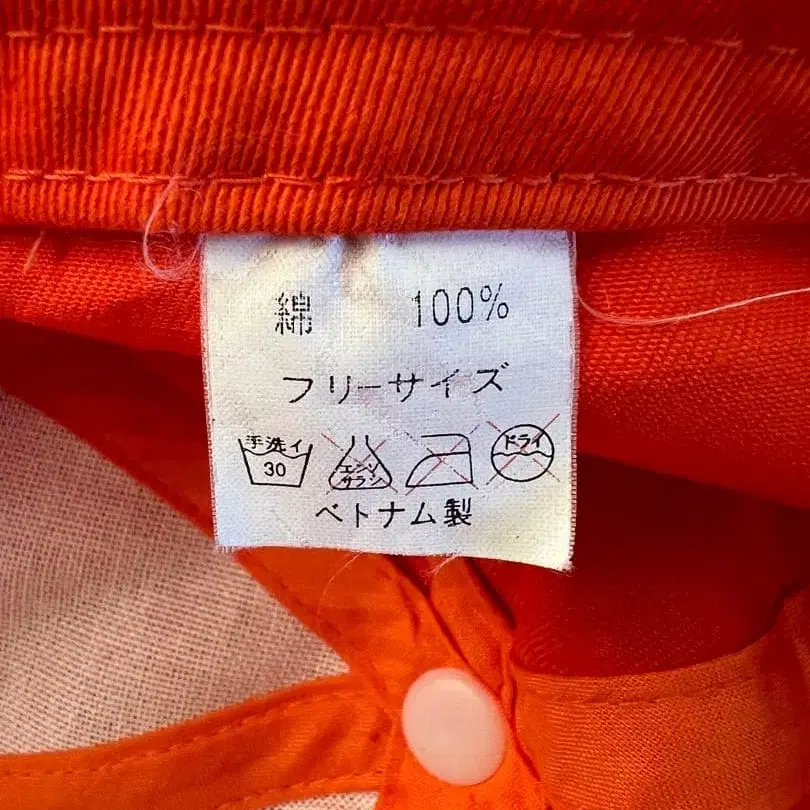 綿 100%
フリーサイズ
手洗イ エンソ ドライ
30 サラシ
ベトナム製